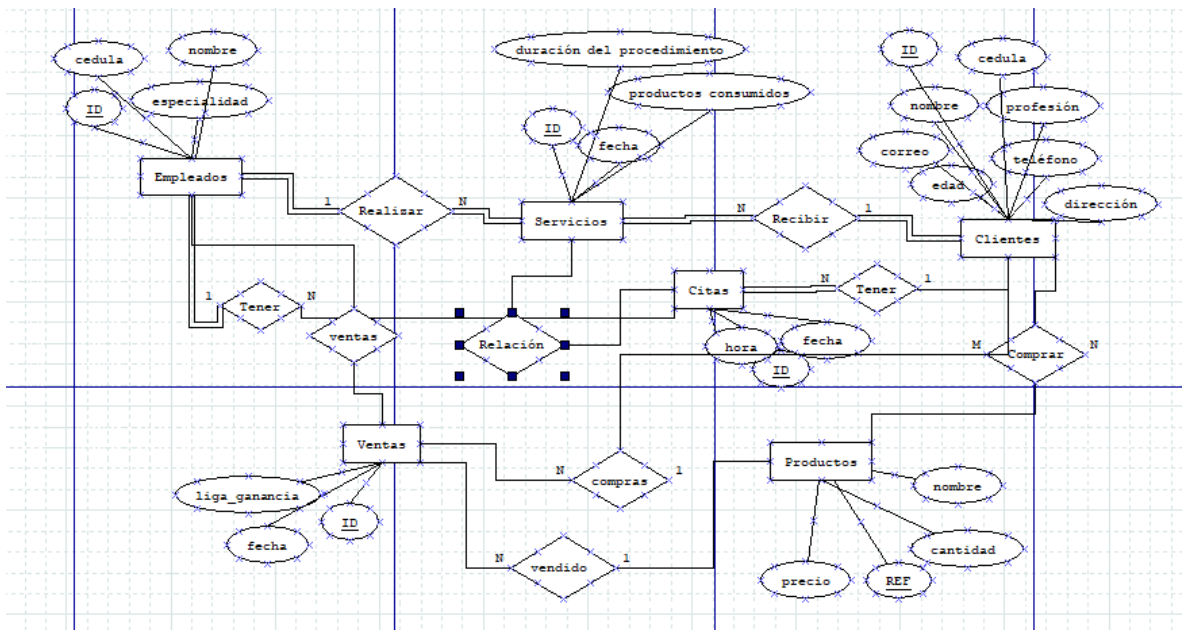 cedula
nombre
ID
especialidad
Empleados
duración del procedimiento
productos consumidos
ID
fecha
Servicios
ID
cedula
nombre
profesión
correo
teléfono
edad
dirección
Clientes
1
Realizar
N
N
Recibir
1
1
Tener
N
ventas
Relación
Citas
N
Tener
1
hora
fecha
ID
M
Comprar
N
Ventas
liga_ganancia
ID
fecha
N
compras
1
Productos
nombre
cantidad
precio
REF
N
vendido
1